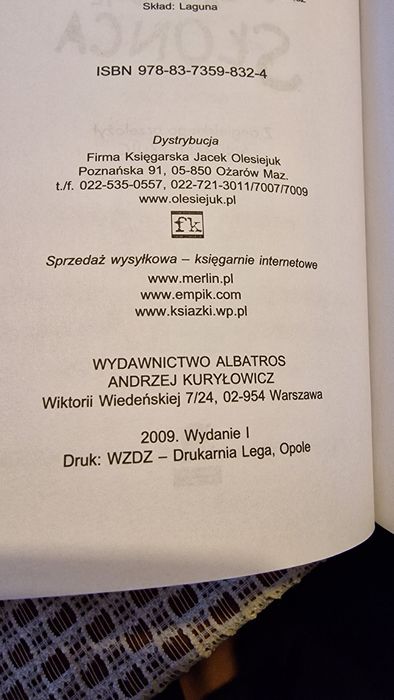 Skład: Laguna
SŁOŃCA
ISBN 978-83-7359-832-4
Dystrybucja
Firma Księgarska Jacek Olesiejuk
Poznańska 91, 05-850 Ożarów Maz.
t./f. 022-535-0557, 022-721-3011/7007/7009
www.olesiejuk.pl
fk
Sprzedaż wysyłkowa – księgarnie internetowe
www.merlin.pl
www.empik.com
www.ksiazki.wp.pl
WYDAWNICTWO ALBATROS
ANDRZEJ KURYŁOWICZ
Wiktorii Wiedeńskiej 7/24, 02-954 Warszawa
2009. Wydanie I
Druk: WZDZ – Drukarnia Lega, Opole